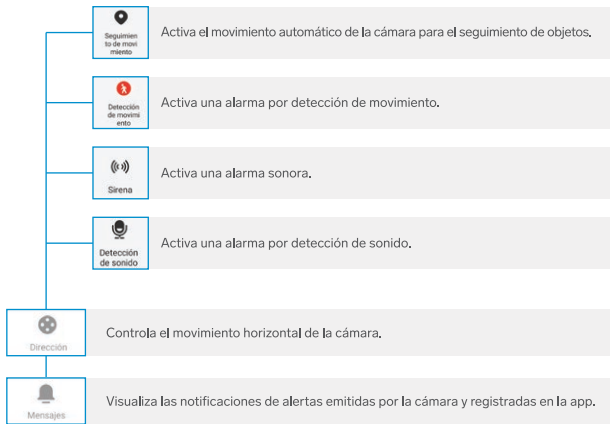 Seguimien
to de movi
miento
Activa el movimiento automático de la cámara para el seguimiento de objetos.
Detección
de movimi
ento
Activa una alarma por detección de movimiento.
Sirena
Activa una alarma sonora.
Detección
de sonido
Activa una alarma por detección de sonido.
Dirección
Controla el movimiento horizontal de la cámara.
Mensajes
Visualiza las notificaciones de alertas emitidas por la cámara y registradas en la app.